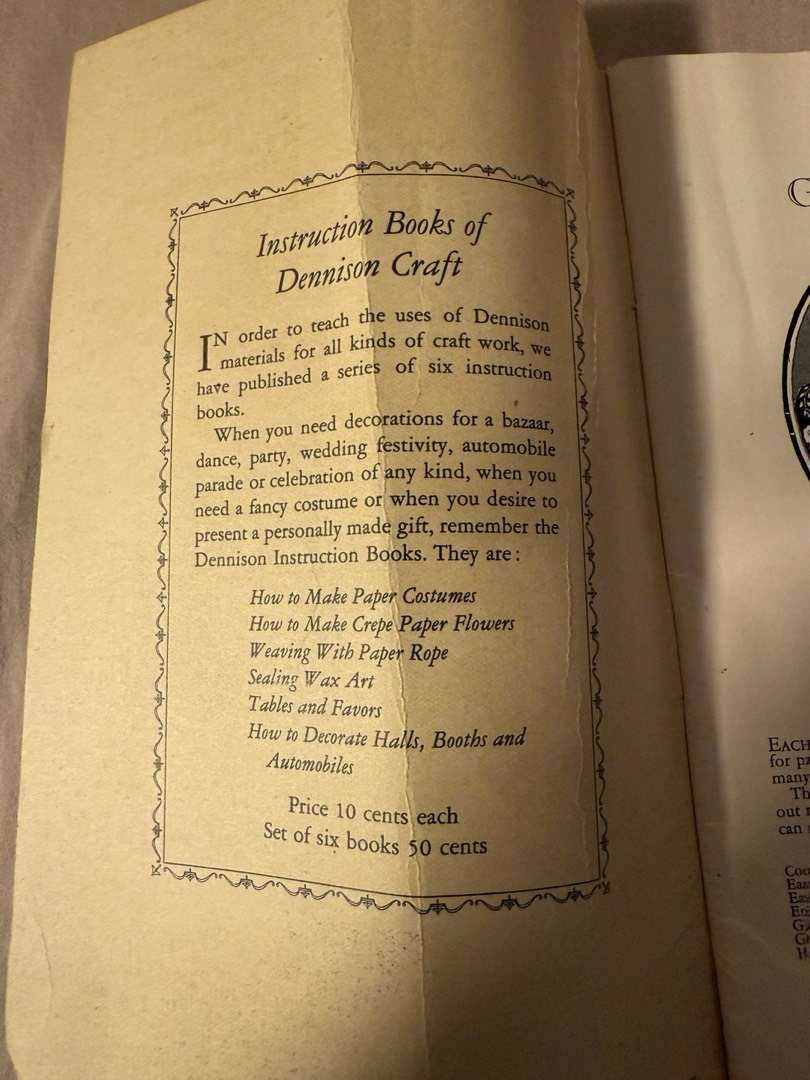 Instruction Books of
Dennison Craft
IN order to teach the uses of Dennison
materials for all kinds of craft work, we
have published a series of six instruction
books.
When you need decorations for a bazaar,
dance, party, wedding festivity, automobile
parade or celebration of any kind, when you
need a fancy costume or when you desire to
present a personally made gift, remember the
Dennison Instruction Books. They are:
How to Make Paper Costumes
How to Make Crepe Paper Flowers
Weaving With Paper Rope
Sealing Wax Art
Tables and Favors
How to Decorate Halls, Booths and
Automobiles
Price 10 cents each
Set of six books 50 cents
EACH
for
many
out
can